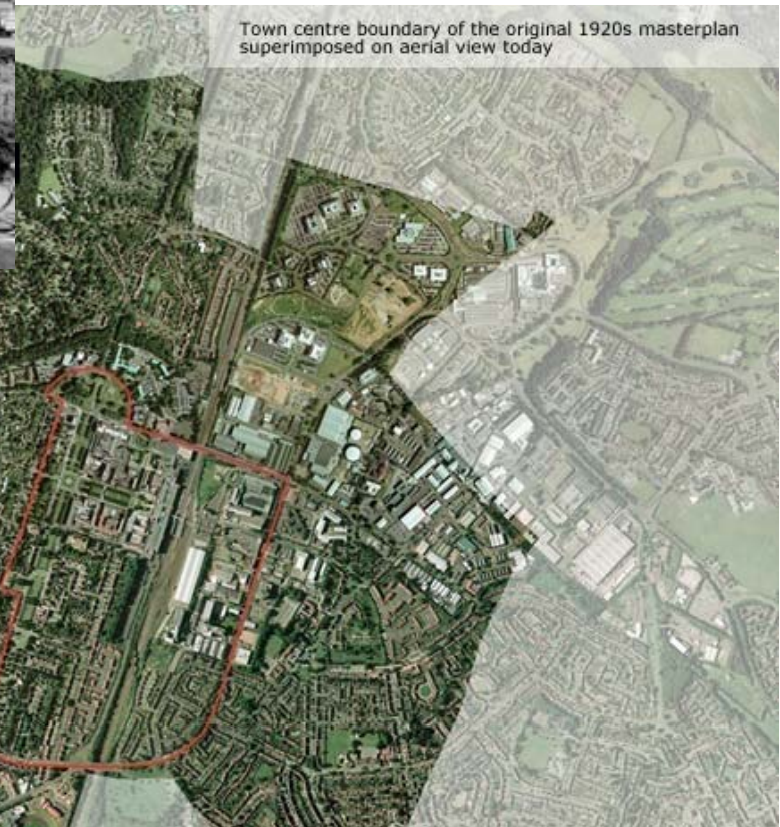 Town centre boundary of the original 1920s masterplan
superimposed on aerial view today